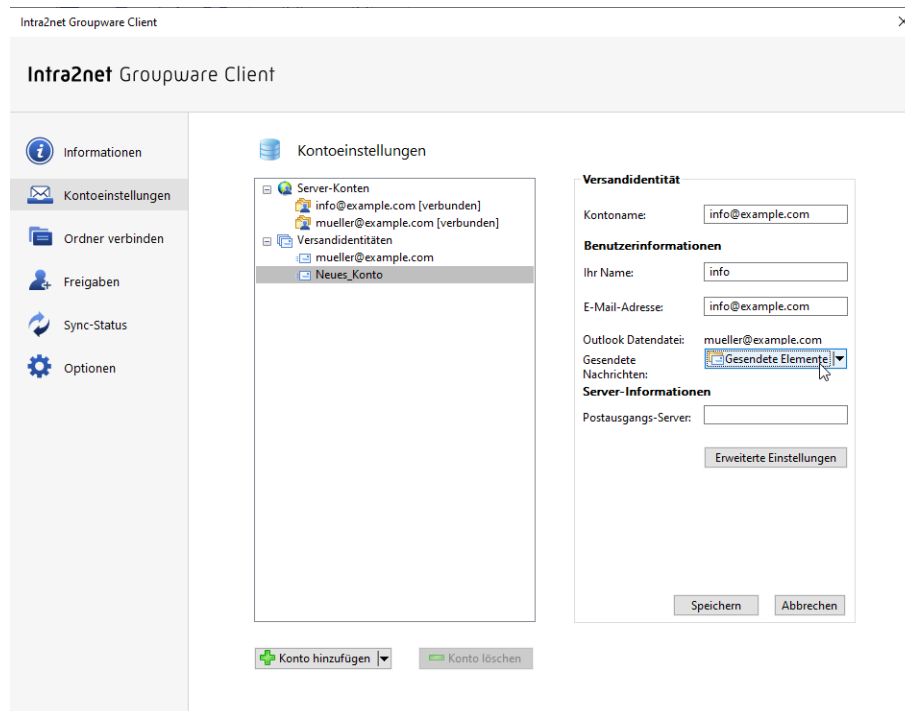 Intra2net Groupware Client
Intra2net Groupware Client
Informationen
Kontoeinstellungen
Ordner verbinden
Freigaben
Sync-Status
Optionen
Kontoeinstellungen
Server-Konten
info@example.com [verbunden]
mueller@example.com [verbunden]
Versandidentitäten
mueller@example.com
Neues_Konto
Konto hinzufügen
Konto löschen
Versandidentität
Kontoname: info@example.com
Benutzerinformationen
Ihr Name: info
E-Mail-Adresse: info@example.com
Outlook Datendatei: mueller@example.com
Gesendete Nachrichten: Gesendete Elemente
Server-Informationen
Postausgangs-Server:
Erweiterte Einstellungen
Speichern Abbrechen